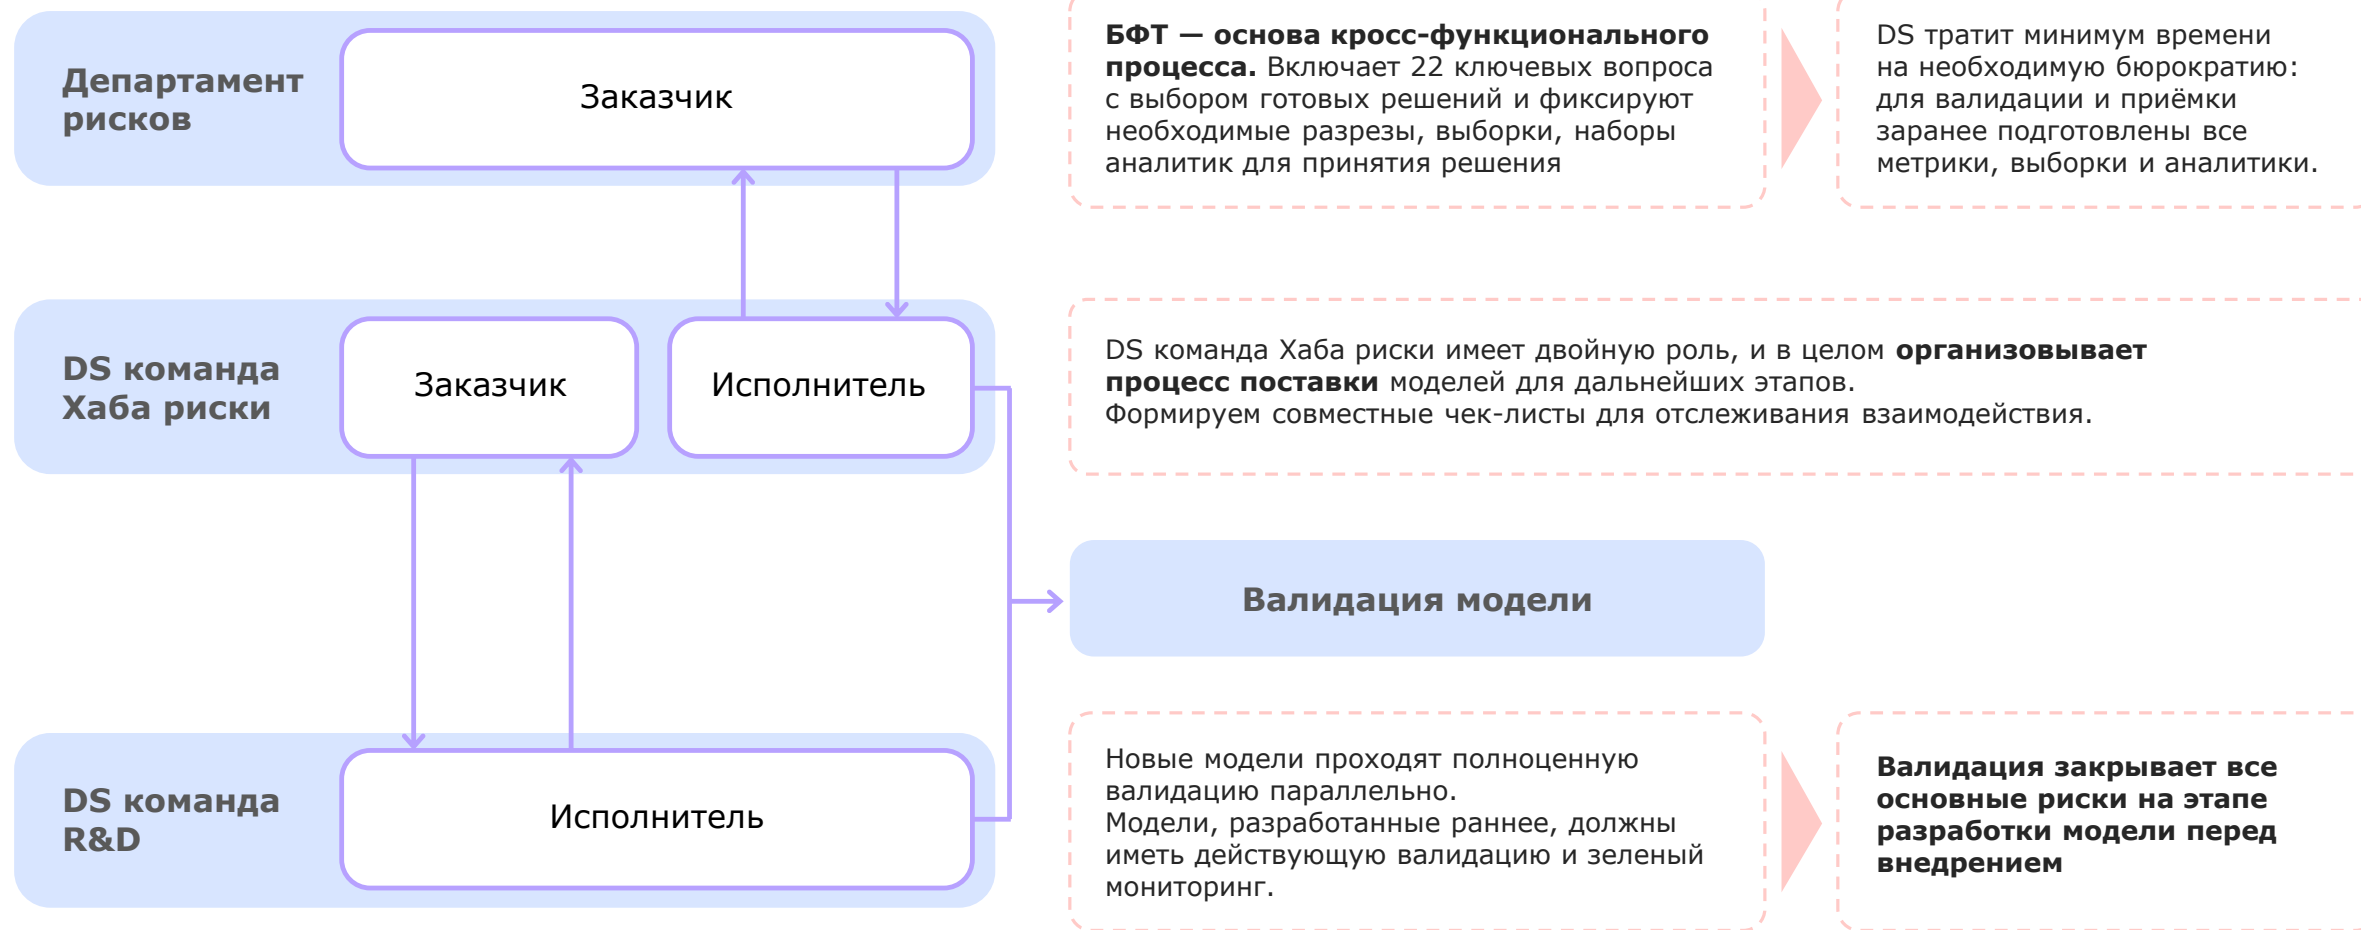 Департамент
рисков
Заказчик
БФТ — основа кросс-функционального
процесса. Включает 22 ключевых вопроса
с выбором готовых решений и фиксируют
необходимые разрезы, выборки, наборы
аналитик для принятия решения
DS тратит минимум времени
на необходимую бюрократию:
для валидации и приёмки
заранее подготовлены все
метрики, выборки и аналитики.
DS команда
Хаба риски
Заказчик
Исполнитель
DS команда Хаба риски имеет двойную роль, и в целом организовывает
процесс поставки моделей для дальнейших этапов.
Формируем совместные чек-листы для отслеживания взаимодействия.
Валидация модели
DS команда
R&D
Исполнитель
Новые модели проходят полноценную
валидацию параллельно.
Модели, разработанные раннее, должны
иметь действующую валидацию и зеленый
мониторинг.
Валидация закрывает все
основные риски на этапе
разработки модели перед
внедрением